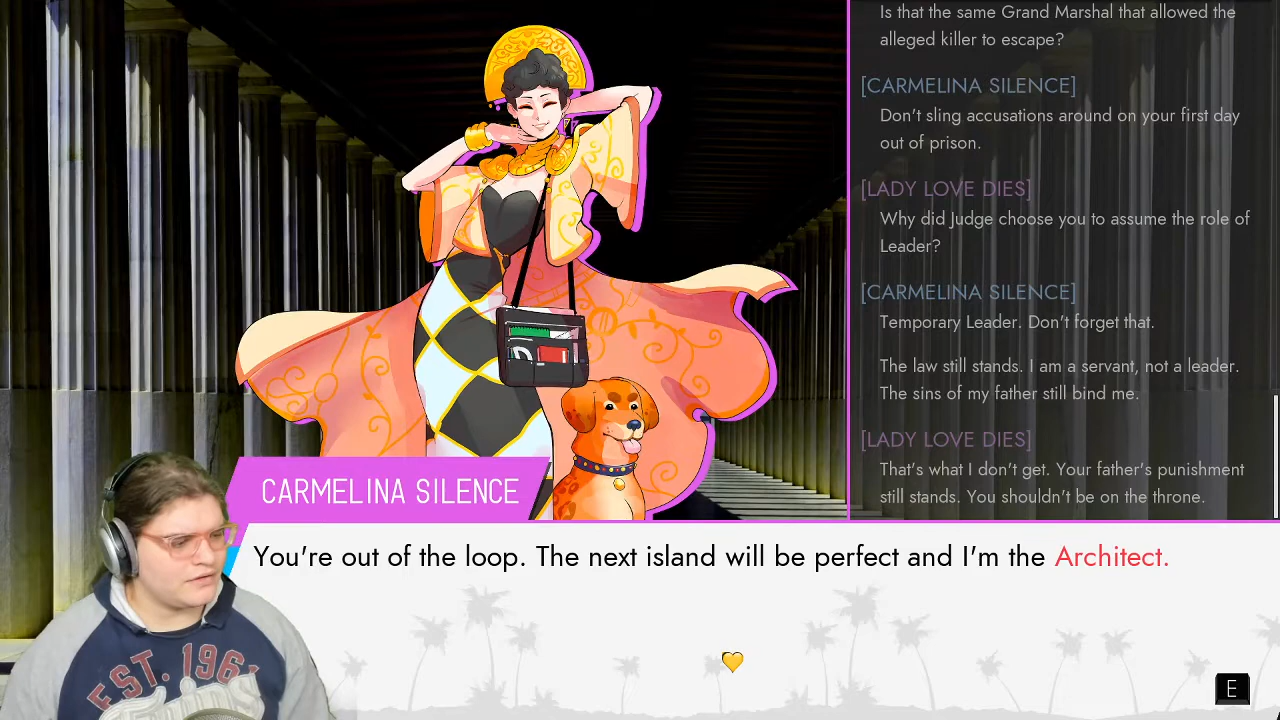 Is that the same Grand Marshal that allowed the
alleged killer to escape?
[CARMELINA SILENCE]
Don't sling accusations around on your first day
out of prison.
[LADY LOVE DIES]
Why did Judge choose you to assume the role of
Leader?
[CARMELINA SILENCE]
Temporary Leader. Don't forget that.
The law still stands. I am a servant, not a leader.
The sins of my father still bind me.
[LADY LOVE DIES]
That's what I don't get. Your father's punishment
still stands. You shouldn't be on the throne.
CARMELINA SILENCE
You're out of the loop. The next island will be perfect and I'm the Architect.
E
EST. 196